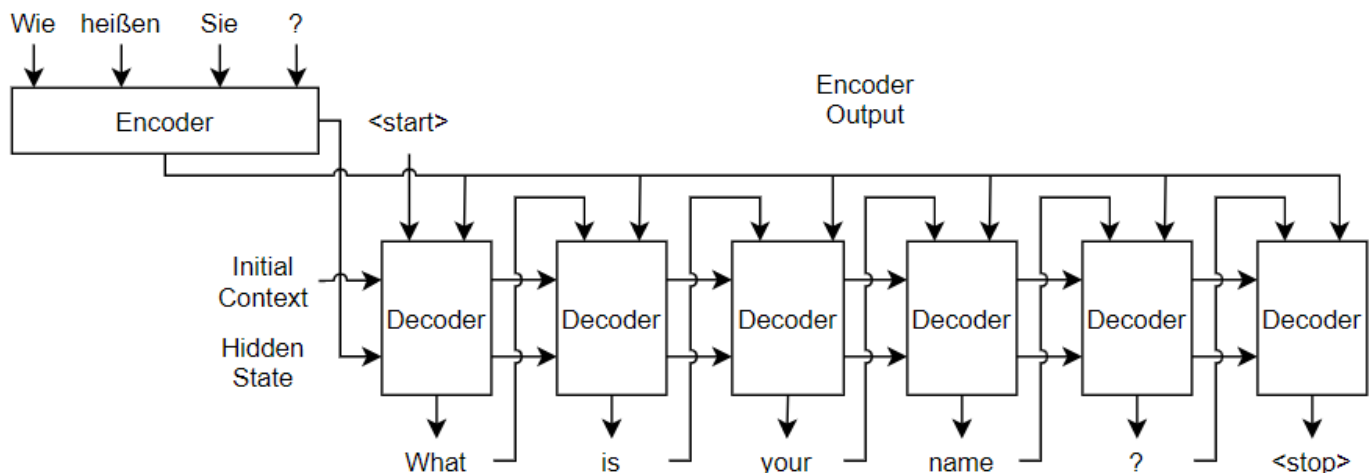 Wie heißen Sie ?
Encoder
<start>
Encoder
Output
Initial
Context
Hidden
State
Decoder Decoder Decoder Decoder Decoder Decoder
What is your name ? <stop>